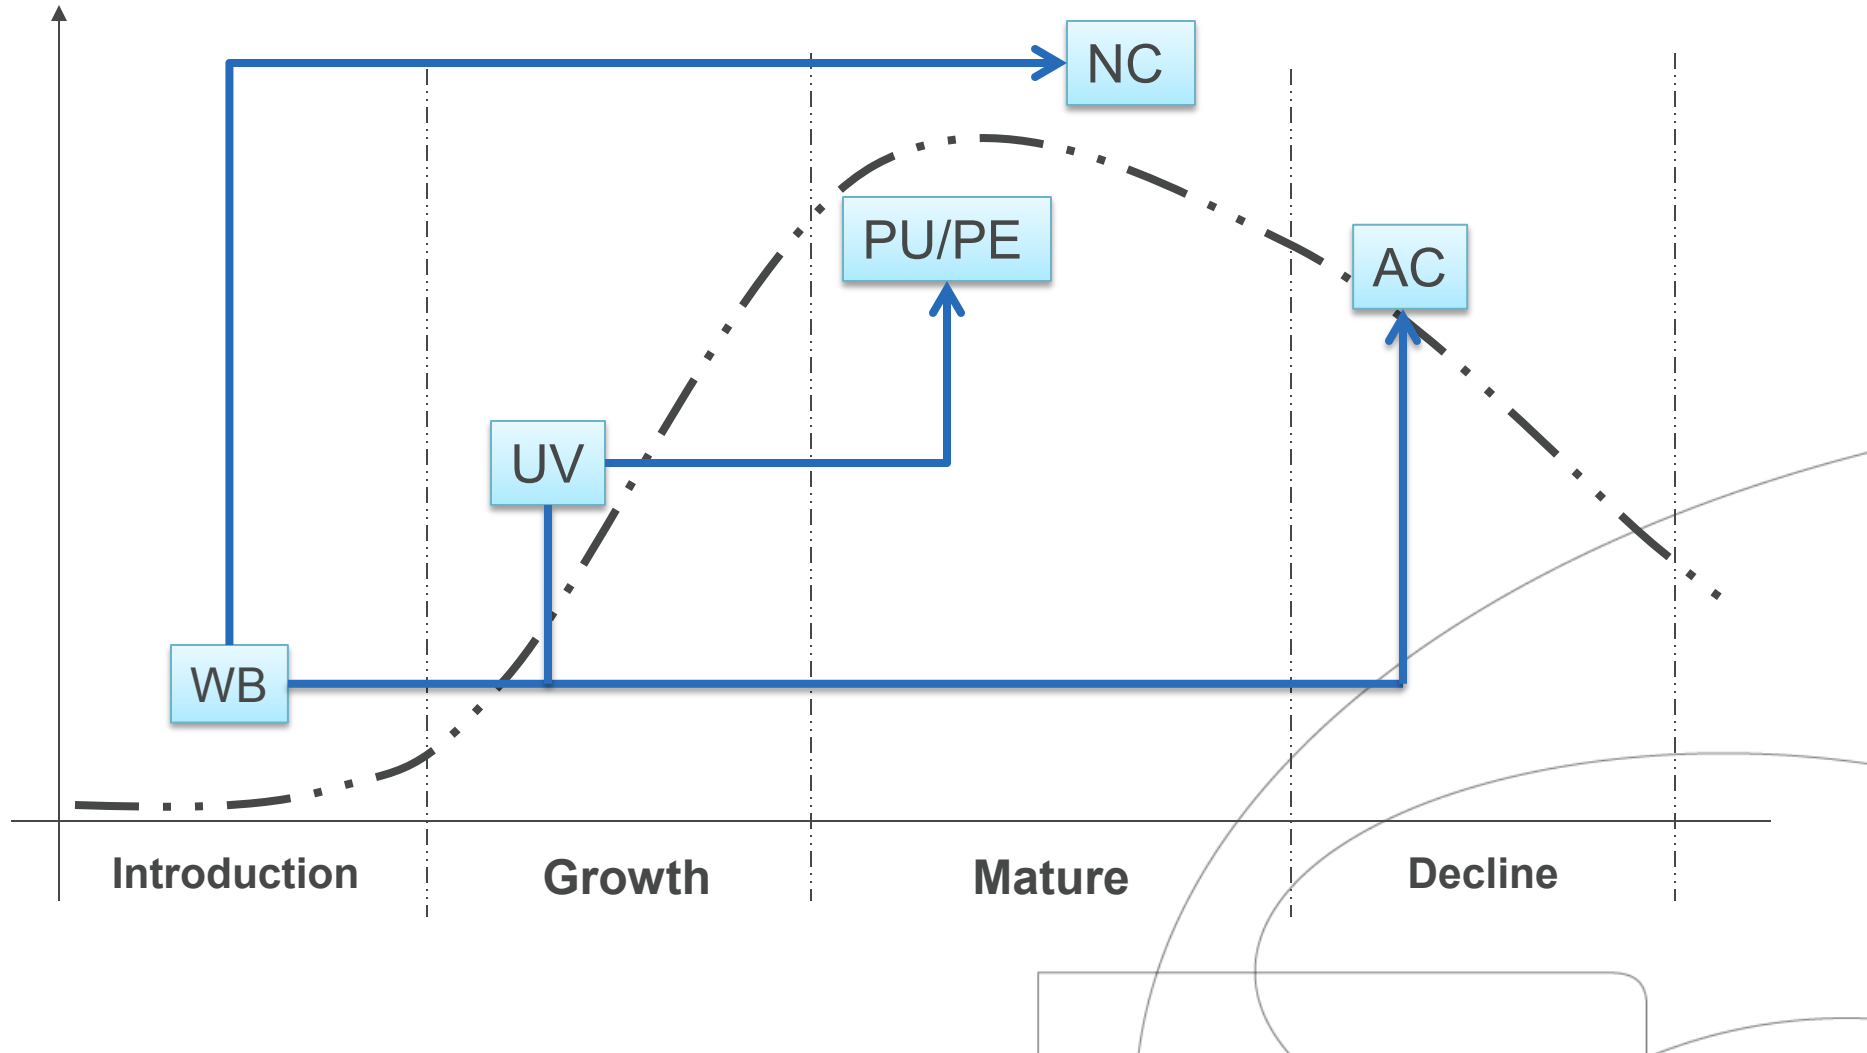 NC
PU/PE
AC
UV
WB
Introduction
Growth
Mature
Decline